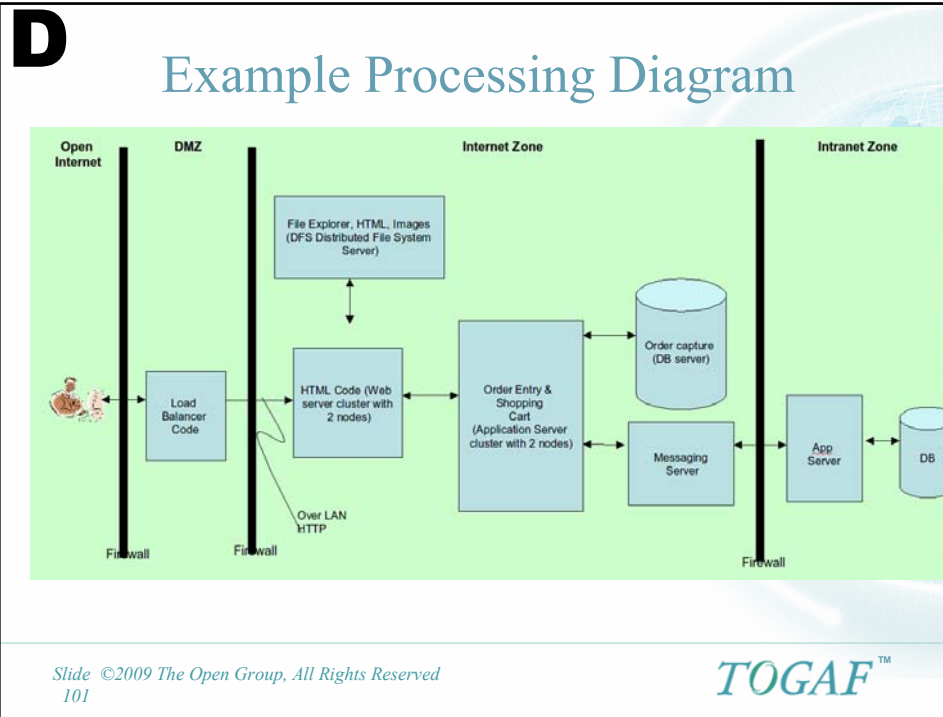 D
Example Processing Diagram
Open
Internet
DMZ
Internet Zone
Intranet Zone
File Explorer, HTML, Images
(DFS Distributed File System
Server)
Order capture
(DB server)
HTML Code (Web
server cluster with
2 nodes)
Order Entry &
Shopping
Cart
(Application Server
cluster with 2 nodes)
Load
Balancer
Code
Messaging
Server
App
Server
DB
Over LAN
HTTP
Firewall
Firewall
Firewall
Slide ©2009 The Open Group, All Rights Reserved
101
TOGAF™